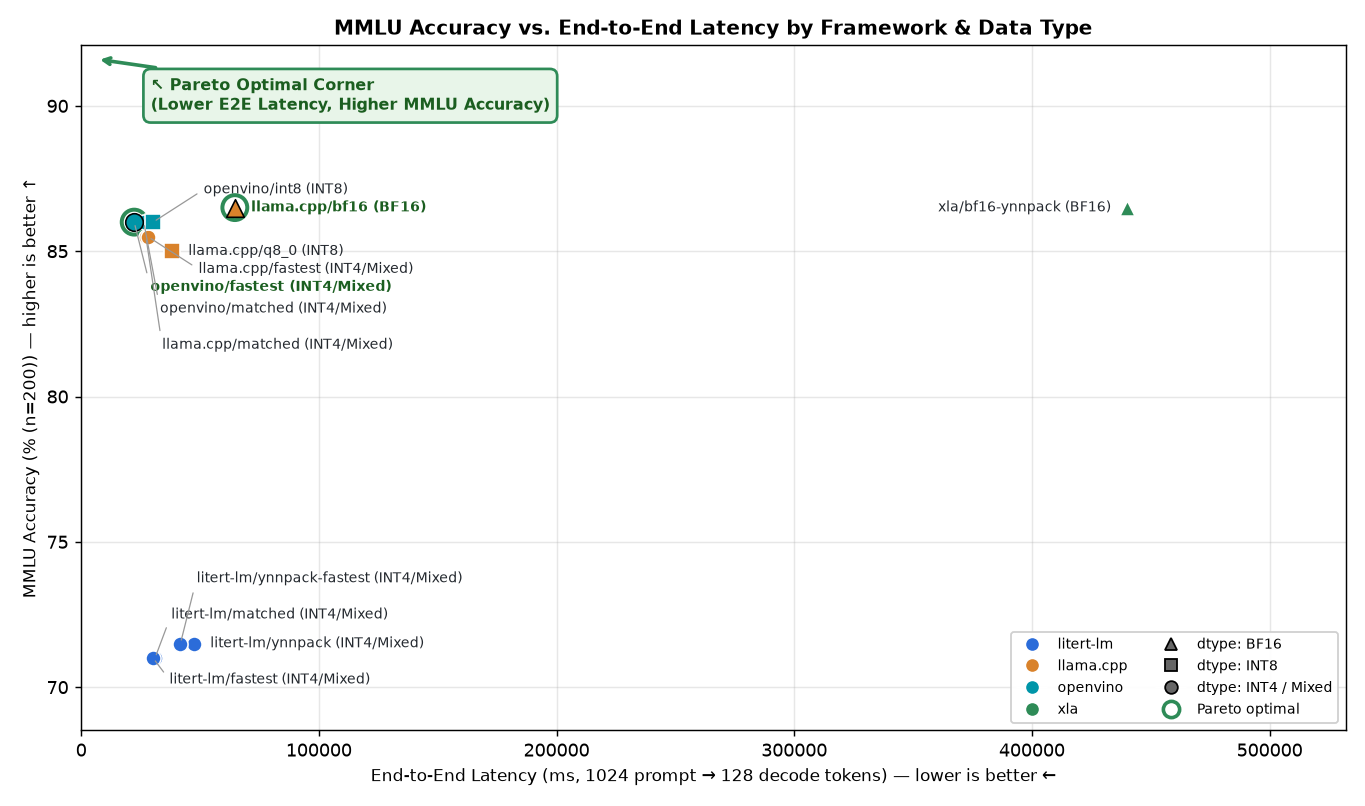 MMLU Accuracy vs. End-to-End Latency by Framework & Data Type
↖ Pareto Optimal Corner
(Lower E2E Latency, Higher MMLU Accuracy)
MMLU Accuracy (% (n=200)) — higher is better ↑
90
85
80
75
70
openvino/int8 (INT8)
llama.cpp/bf16 (BF16)
xla/bf16-ynnpack (BF16)
llama.cpp/q8_0 (INT8)
llama.cpp/fastest (INT4/Mixed)
openvino/fastest (INT4/Mixed)
openvino/matched (INT4/Mixed)
llama.cpp/matched (INT4/Mixed)
litert-lm/ynnpack-fastest (INT4/Mixed)
litert-lm/matched (INT4/Mixed)
litert-lm/ynnpack (INT4/Mixed)
litert-lm/fastest (INT4/Mixed)
litert-lm
llama.cpp
openvino
xla
dtype: BF16
dtype: INT8
dtype: INT4 / Mixed
Pareto optimal
0
100000
200000
300000
400000
500000
End-to-End Latency (ms, 1024 prompt → 128 decode tokens) — lower is better ←